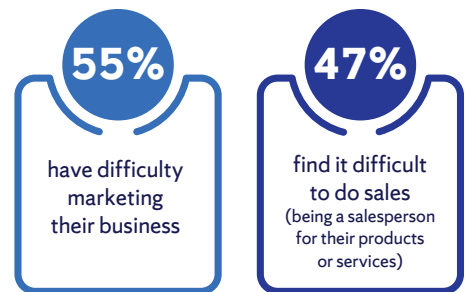 55%
have difficulty
marketing
their business
47%
find it difficult
to do sales
(being a salesperson
for their products
or services)